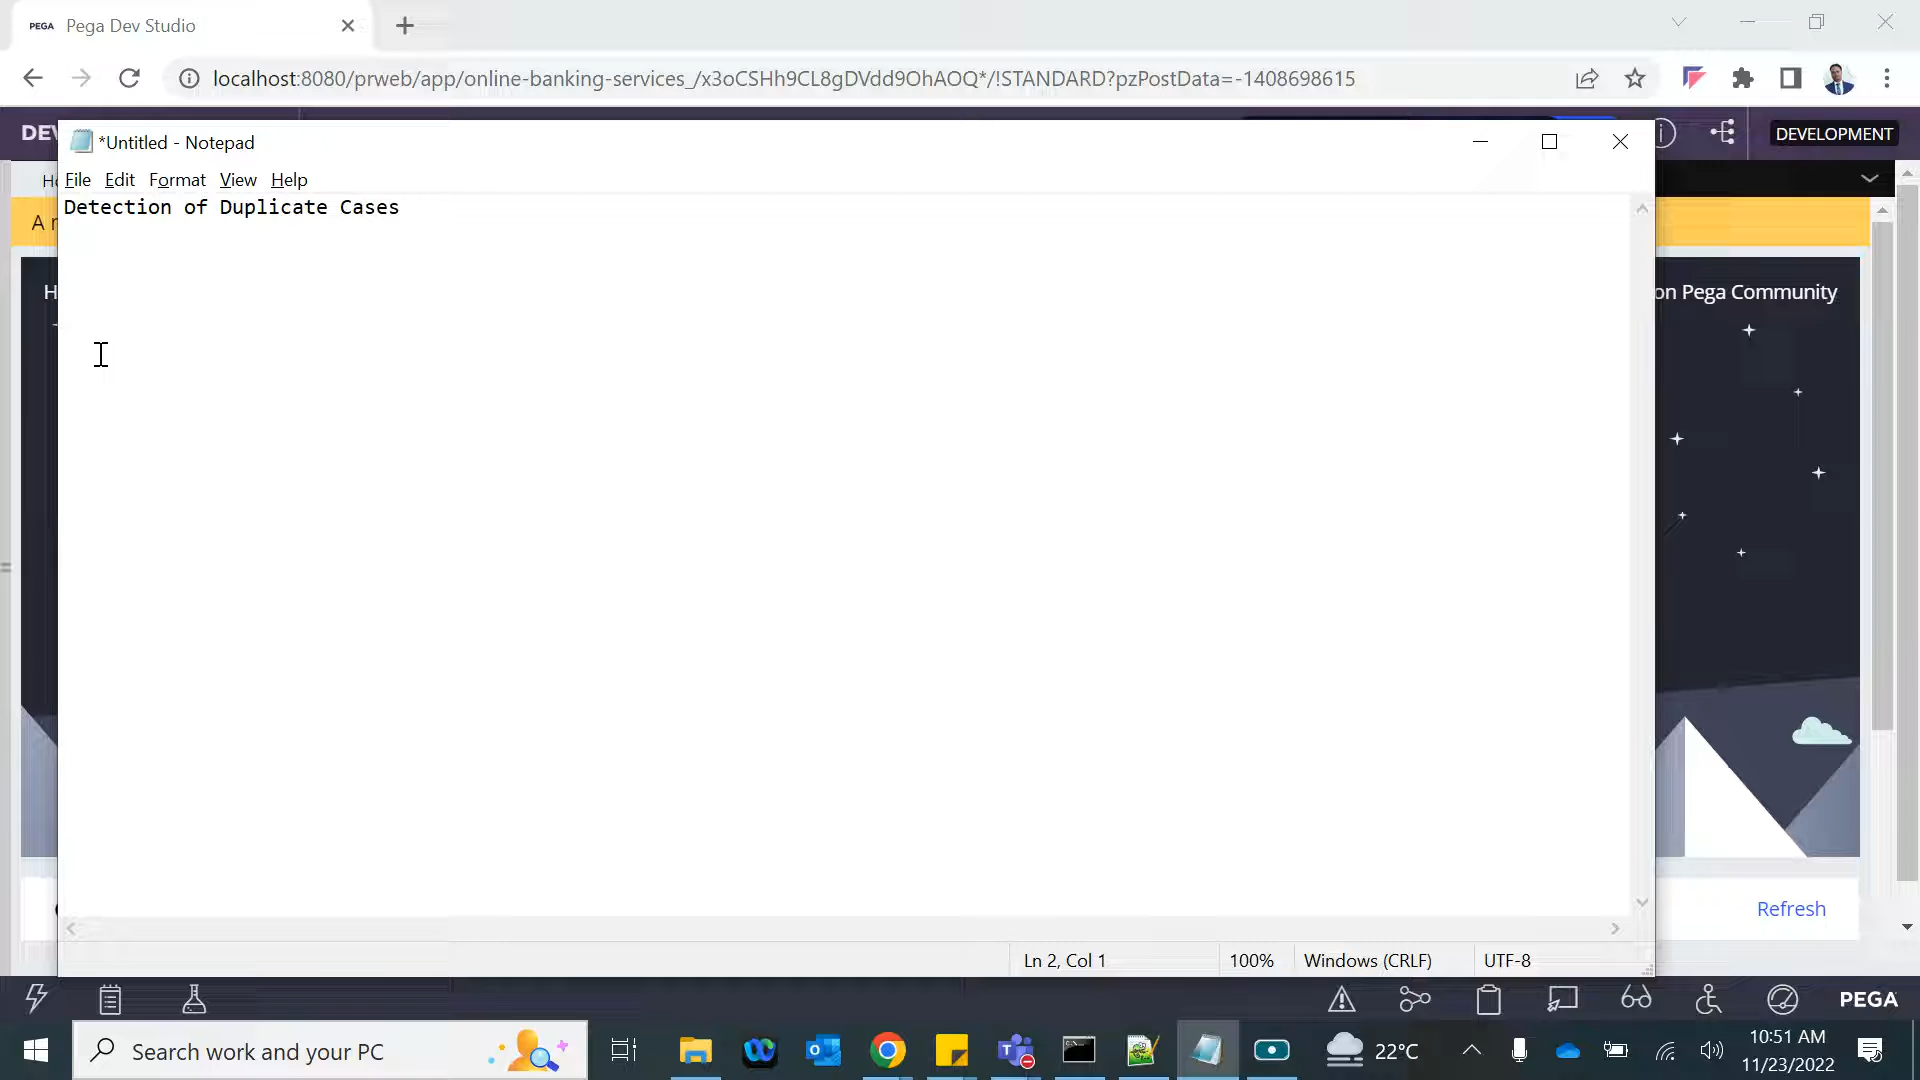 PEGA Pega Dev Studio
localhost:8080/prweb/app/online-banking-services_/x3oCSHh9CL8gDVdd9OhAOQ*/!STANDARD?pzPostData=-1408698615
DEV
DEVELOPMENT
*Untitled - Notepad
File Edit Format View Help
Detection of Duplicate Cases
A
H
on Pega Community
Refresh
Ln 2, Col 1 100% Windows (CRLF) UTF-8
PEGA
Search work and your PC
22°C
10:51 AM
11/23/2022